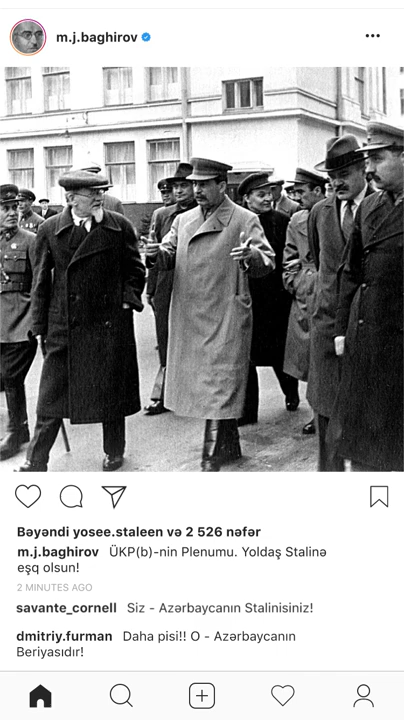 m.j.baghirov
Bəyəndi yosee.staleen və 2 526 nəfər
m.j.baghirov ÜKP(b)-nin Plenumu. Yoldaş Stalinə
eşq olsun!
2 MINUTES AGO
savante_cornell Siz - Azərbaycanın Stalinisiniz!
dmitriy.furman Daha pisi!! O - Azərbaycanın
Beriyasıdır!